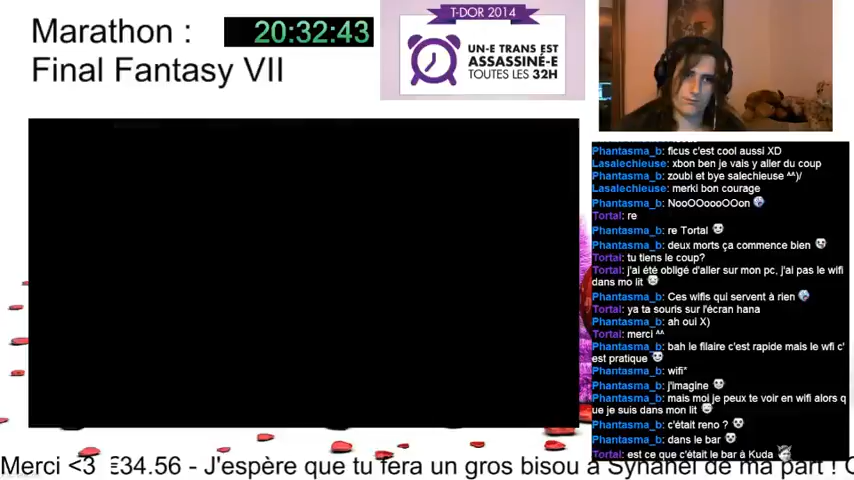 Marathon :
20:32:43
Final Fantasy VII
T-DOR 2014
UN-E TRANS EST
ASSASSINÉ-E
TOUTES LES 32H
Phantasma_b: ficus c'est cool aussi XD
Lasalechieuse: xbon ben je vais y aller du coup
Phantasma_b: zoubi et bye salechieuse ^^)/
Lasalechieuse: merki bon courage
Phantasma_b: NooOOoooOOon
Tortal: re
Phantasma_b: re Tortal
Phantasma_b: deux morts ça commence bien
Tortal: tu tiens le coup?
Tortal: j'ai été obligé d'aller sur mon pc, j'ai pas le wifi
dans mo lit
Phantasma_b: Ces wifis qui servent à rien
Tortal: ya ta souris sur l'écran hana
Phantasma_b: ah oui X)
Tortal: merci ^^
Phantasma_b: bah le filaire c'est rapide mais le wfi c'
est pratique
Phantasma_b: wifi*
Phantasma_b: j'imagine
Phantasma_b: mais moi je peux te voir en wifi alors q
ue je suis dans mon lit
Phantasma_b: c'était reno ?
Phantasma_b: dans le bar
Tortal: est ce que c'était le bar à Kuda
Merci <3 €34.56 - J'espère que tu fera un gros bisou à Synahel de ma part !